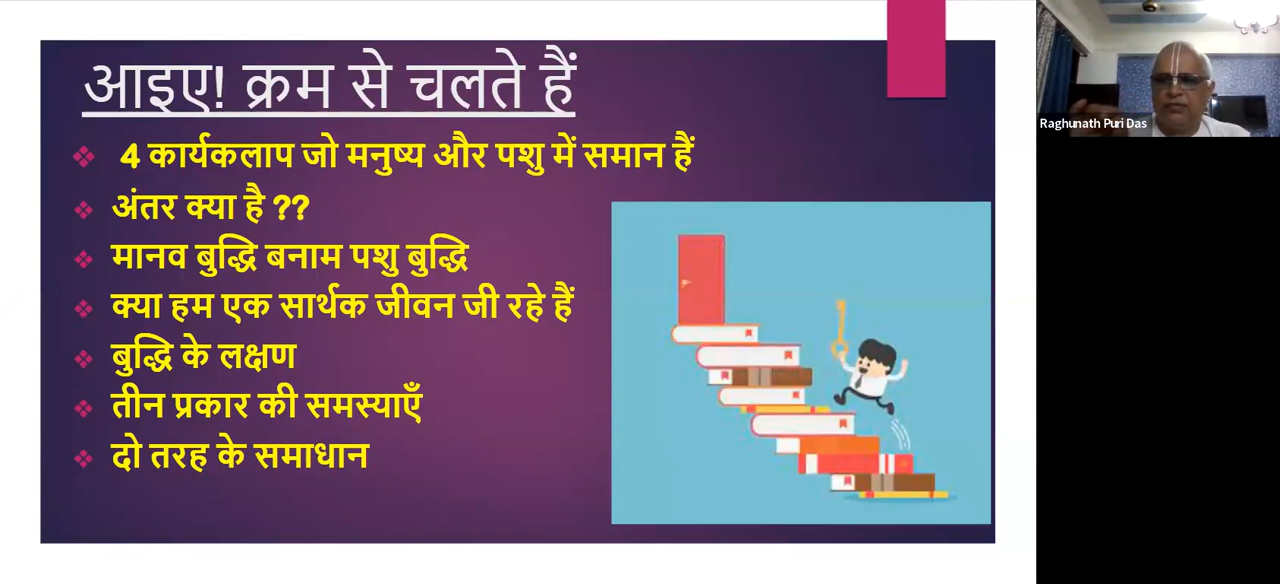 आइए! क्रम से चलते हैं
4 कार्यकलाप जो मनुष्य और पशु में समान हैं
अंतर क्या है ??
मानव बुद्धि बनाम पशु बुद्धि
क्या हम एक सार्थक जीवन जी रहे हैं
बुद्धि के लक्षण
तीन प्रकार की समस्याएँ
दो तरह के समाधान
Raghunath Puri Das